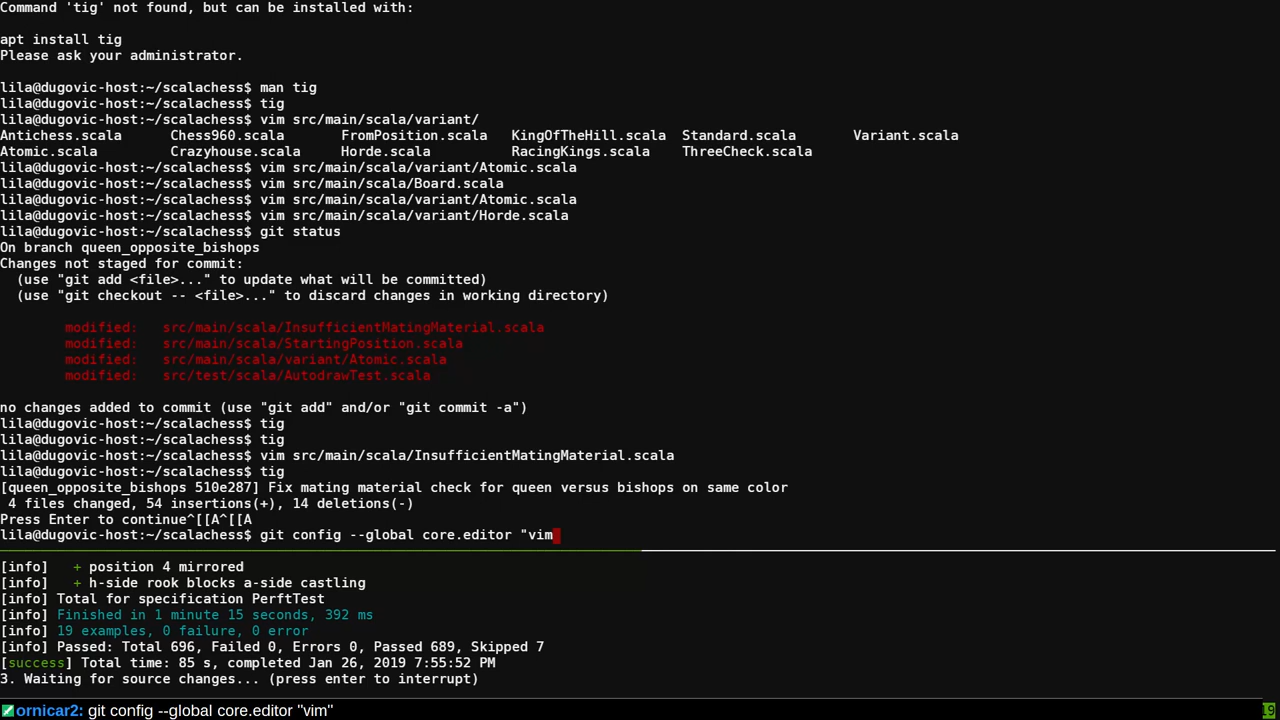 Command 'tig' not found, but can be installed with:
apt install tig
Please ask your administrator.
lila@dugovic-host:~/scalachess$ man tig
lila@dugovic-host:~/scalachess$ tig
lila@dugovic-host:~/scalachess$ vim src/main/scala/variant/
Antichess.scala Chess960.scala FromPosition.scala KingOfTheHill.scala Standard.scala Variant.scala
Atomic.scala Crazyhouse.scala Horde.scala RacingKings.scala ThreeCheck.scala
lila@dugovic-host:~/scalachess$ vim src/main/scala/variant/Atomic.scala
lila@dugovic-host:~/scalachess$ vim src/main/scala/Board.scala
lila@dugovic-host:~/scalachess$ vim src/main/scala/variant/Atomic.scala
lila@dugovic-host:~/scalachess$ vim src/main/scala/variant/Horde.scala
lila@dugovic-host:~/scalachess$ git status
On branch queen_opposite_bishops
Changes not staged for commit:
(use "git add <file>..." to update what will be committed)
(use "git checkout -- <file>..." to discard changes in working directory)
modified: src/main/scala/InsufficientMatingMaterial.scala
modified: src/main/scala/StartingPosition.scala
modified: src/main/scala/variant/Atomic.scala
modified: src/test/scala/AutodrawTest.scala
no changes added to commit (use "git add" and/or "git commit -a")
lila@dugovic-host:~/scalachess$ tig
lila@dugovic-host:~/scalachess$ tig
lila@dugovic-host:~/scalachess$ vim src/main/scala/InsufficientMatingMaterial.scala
lila@dugovic-host:~/scalachess$ tig
[queen_opposite_bishops 510e287] Fix mating material check for queen versus bishops on same color
4 files changed, 54 insertions(+), 14 deletions(-)
Press Enter to continue^[[A^[[A
lila@dugovic-host:~/scalachess$ git config --global core.editor "vim
[info] + position 4 mirrored
[info] + h-side rook blocks a-side castling
[info] Total for specification PerftTest
[info] Finished in 1 minute 15 seconds, 392 ms
[info] 19 examples, 0 failure, 0 error
[info] Passed: Total 696, Failed 0, Errors 0, Passed 689, Skipped 7
[success] Total time: 85 s, completed Jan 26, 2019 7:55:52 PM
3. Waiting for source changes... (press enter to interrupt)
ornicar2: git config --global core.editor "vim"
19